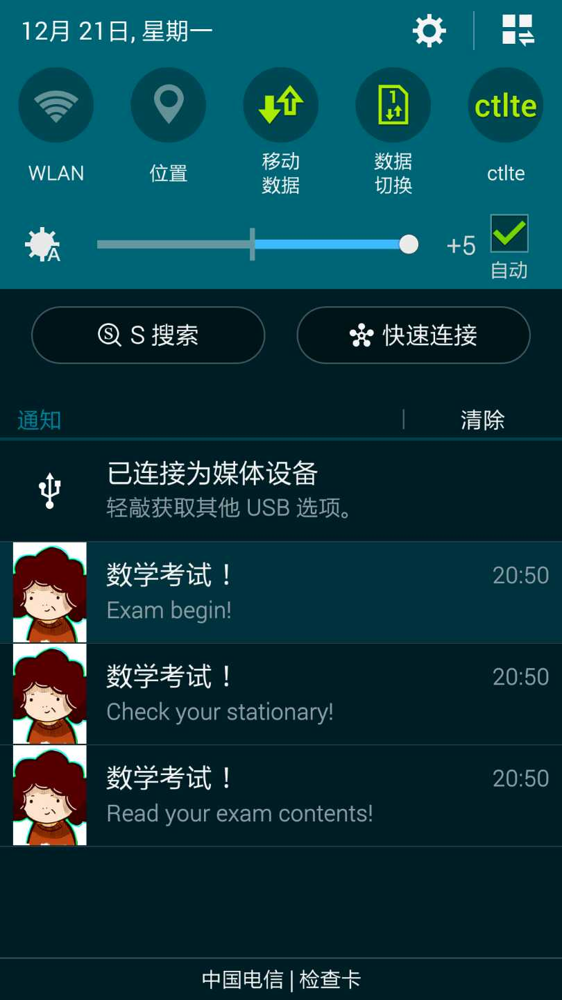 12月 21日, 星期一
1
ctlte
WLAN
位置
移动
数据
数据
切换
ctlte
A
+5
自动
S 搜索
快速连接
通知
清除
已连接为媒体设备
轻敲获取其他 USB 选项。
数学考试！
20:50
Exam begin!
数学考试！
20:50
Check your stationary!
数学考试！
20:50
Read your exam contents!
中国电信 | 检查卡